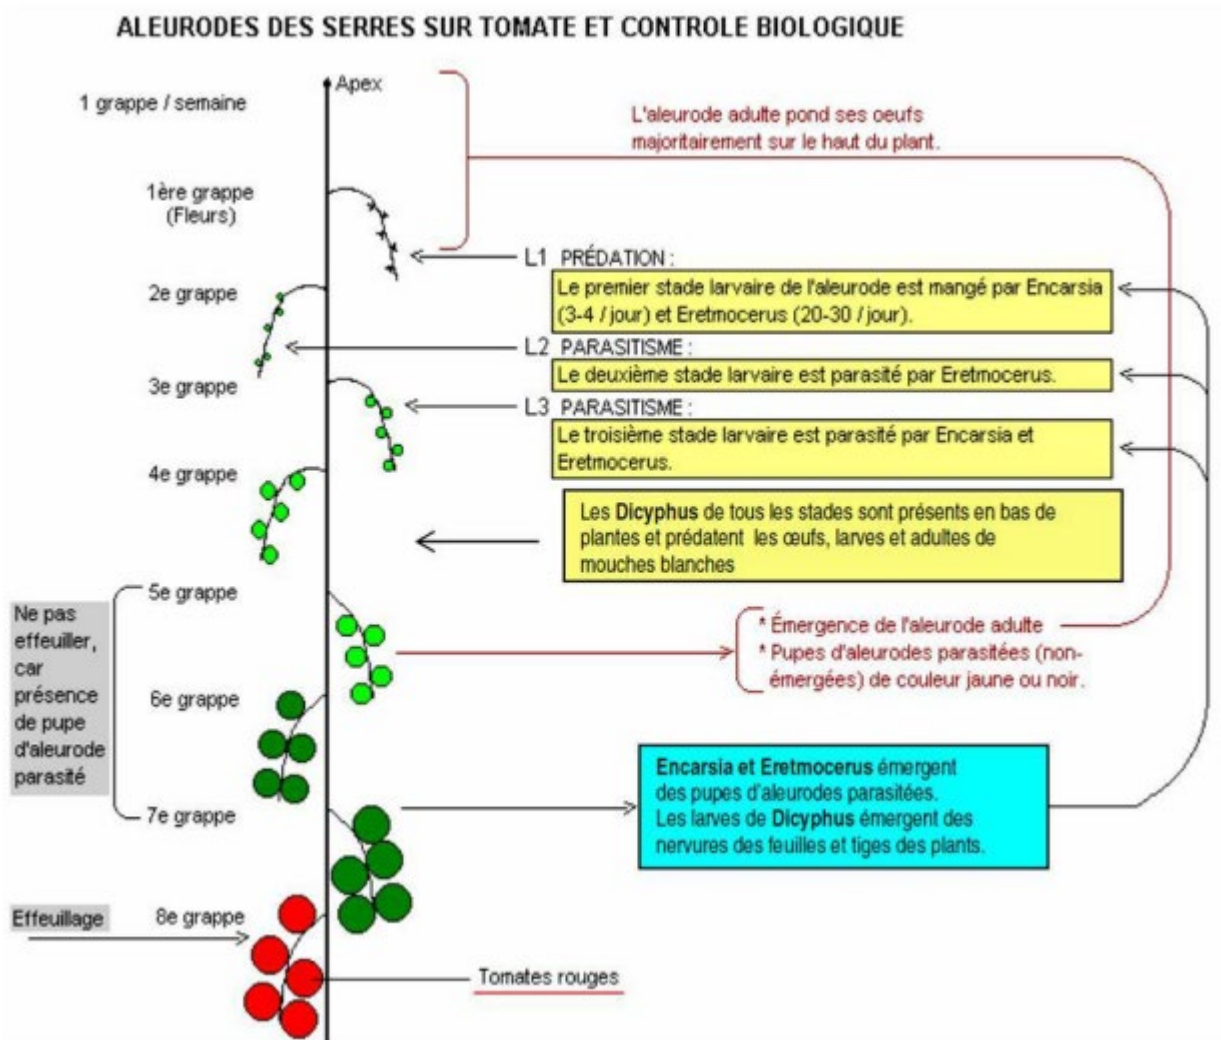 ALEURODES DES SERRES SUR TOMATE ET CONTROLE BIOLOGIQUE
Apex
1 grappe / semaine
L'aleurode adulte pond ses oeufs
majoritairement sur le haut du plant.
1ère grappe
(Fleurs)
L1 PRÉDATION :
Le premier stade larvaire de l'aleurode est mangé par Encarsia
(3-4 / jour) et Eretmocerus (20-30 / jour).
2e grappe
L2 PARASITISME :
Le deuxième stade larvaire est parasité par Eretmocerus.
3e grappe
L3 PARASITISME :
Le troisième stade larvaire est parasité par Encarsia et
Eretmocerus.
4e grappe
Les Dicyphus de tous les stades sont présents en bas de
plantes et prédatent les œufs, larves et adultes de
mouches blanches
5e grappe
Ne pas
effeuiller,
car
présence
de pupe
d'aleurode
parasité
* Émergence de l'aleurode adulte
* Pupes d'aleurodes parasitées (non-
émergées) de couleur jaune ou noir.
6e grappe
Encarsia et Eretmocerus émergent
des pupes d'aleurodes parasitées.
Les larves de Dicyphus émergent des
nervures des feuilles et tiges des plants.
7e grappe
Effeuillage
8e grappe
Tomates rouges